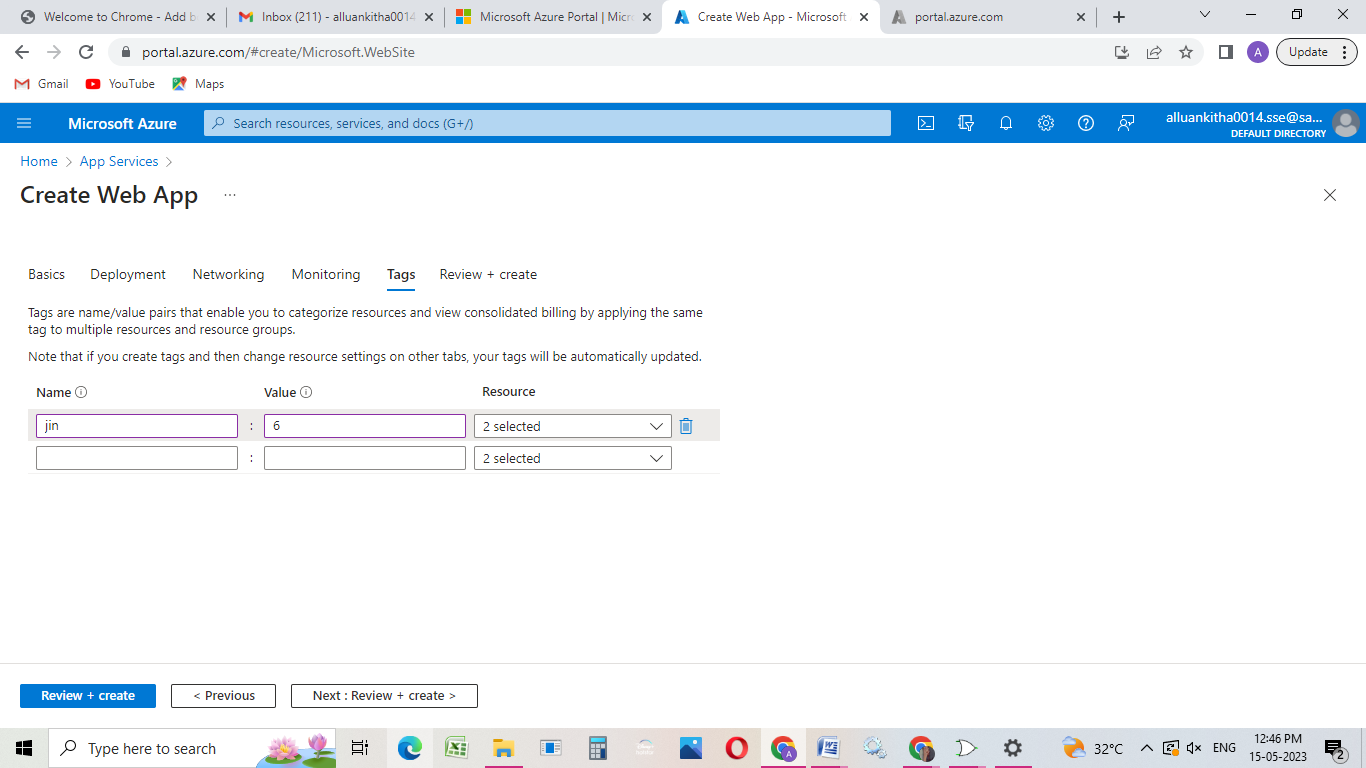 Welcome to Chrome - Add b
Inbox (211) - alluankitha0014
Microsoft Azure Portal | Micro
Create Web App - Microsoft
portal.azure.com
portal.azure.com/#create/Microsoft.WebSite
A
Update
Gmail
YouTube
Maps
Microsoft Azure
Search resources, services, and docs (G+/)
alluankitha0014.sse@sa...
DEFAULT DIRECTORY
Home > App Services >
Create Web App ...
Basics
Deployment
Networking
Monitoring
Tags
Review + create
Tags are name/value pairs that enable you to categorize resources and view consolidated billing by applying the same
tag to multiple resources and resource groups.
Note that if you create tags and then change resource settings on other tabs, your tags will be automatically updated.
Name
Value
Resource
jin : 6 2 selected
: 2 selected
Review + create
< Previous
Next : Review + create >
Type here to search
A
32°C
ENG
12:46 PM
15-05-2023
2